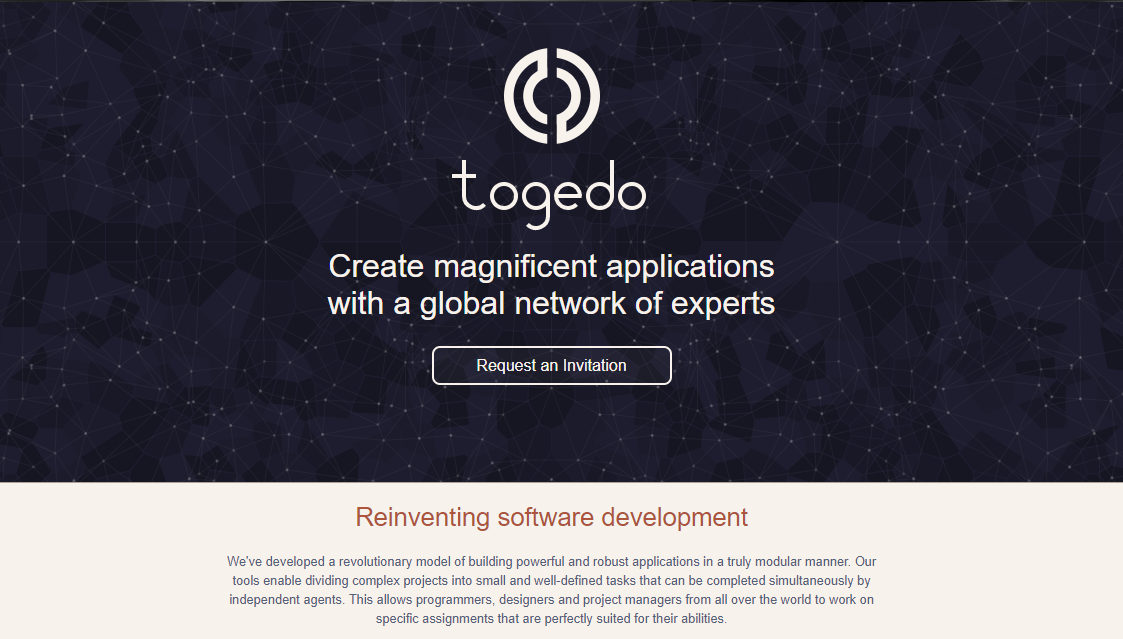 togedo
Create magnificent applications
with a global network of experts
Request an Invitation
Reinventing software development
We've developed a revolutionary model of building powerful and robust applications in a truly modular manner. Our
tools enable dividing complex projects into small and well-defined tasks that can be completed simultaneously by
independent agents. This allows programmers, designers and project managers from all over the world to work on
specific assignments that are perfectly suited for their abilities.